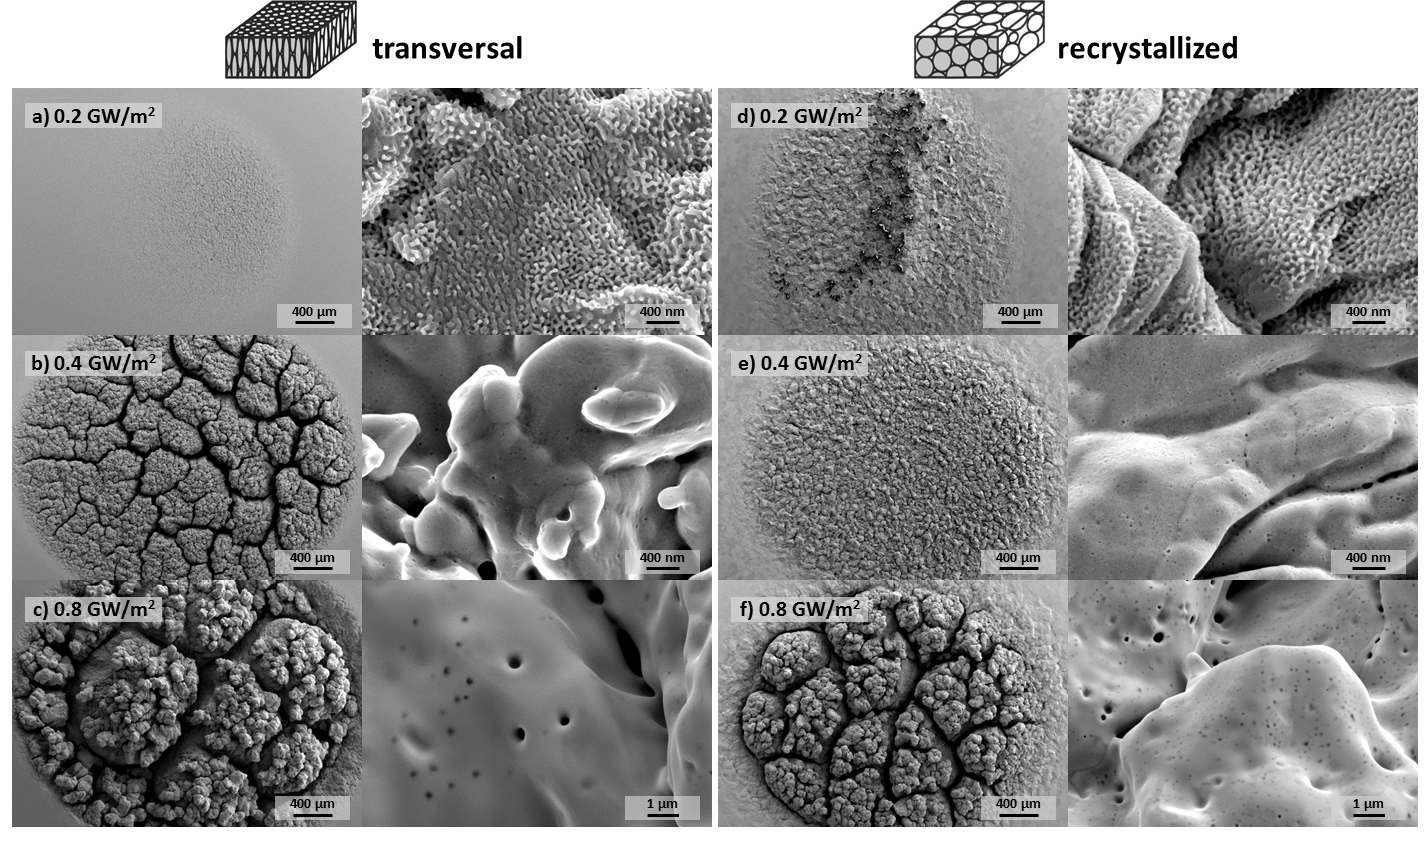 transversal
recrystallized
a) 0.2 GW/m²
400 µm
400 nm
d) 0.2 GW/m²
400 µm
400 nm
b) 0.4 GW/m²
400 µm
400 nm
e) 0.4 GW/m²
400 µm
400 nm
c) 0.8 GW/m²
400 µm
1 µm
f) 0.8 GW/m²
400 µm
1 µm